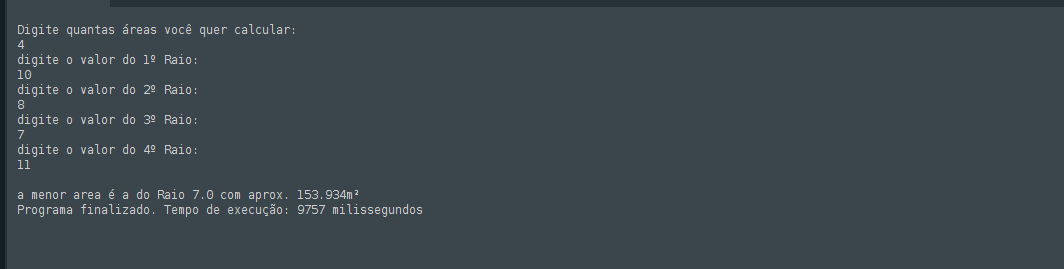 Digite quantas áreas você quer calcular:
4
digite o valor do 1º Raio:
10
digite o valor do 2º Raio:
8
digite o valor do 3º Raio:
7
digite o valor do 4º Raio:
11
a menor area é a do Raio 7.0 com aprox. 153.934m²
Programa finalizado. Tempo de execução: 9757 milissegundos